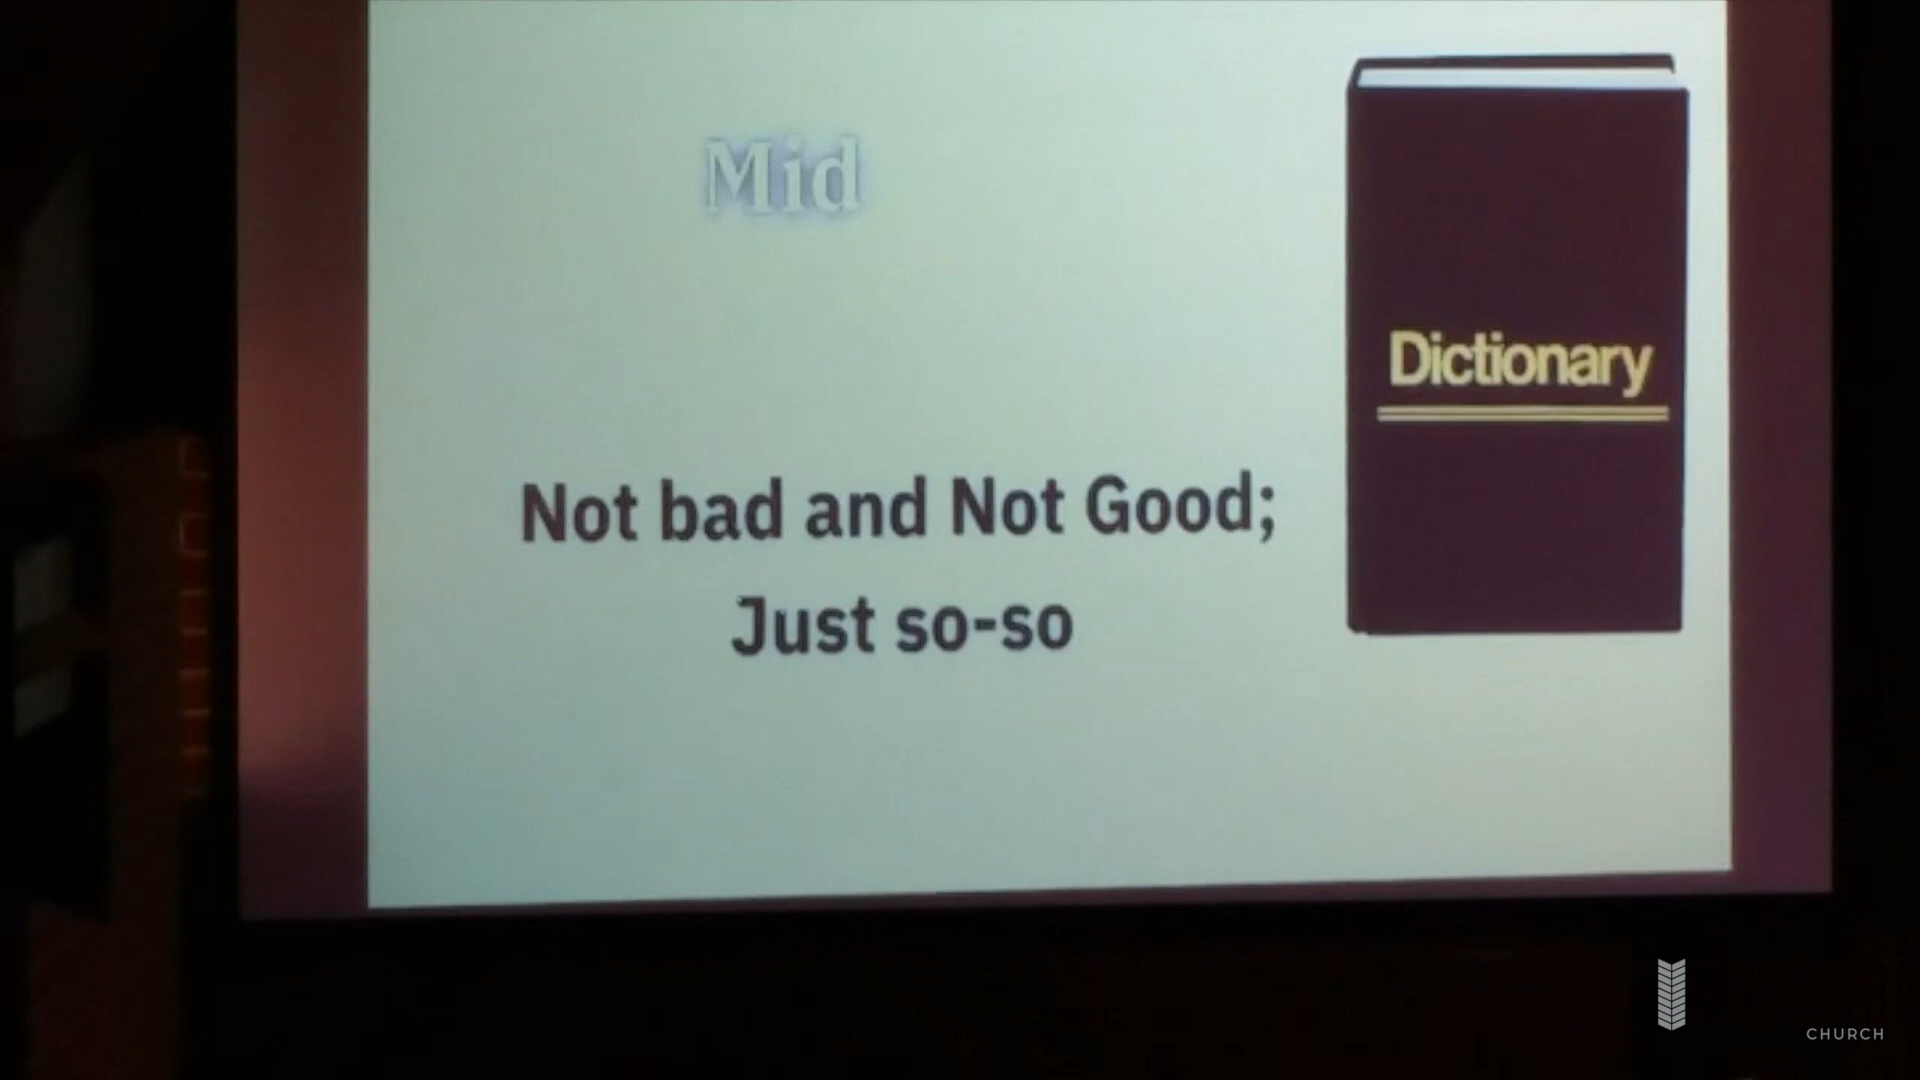 Mid
Dictionary
Not bad and Not Good;
Just so-so
CHURCH